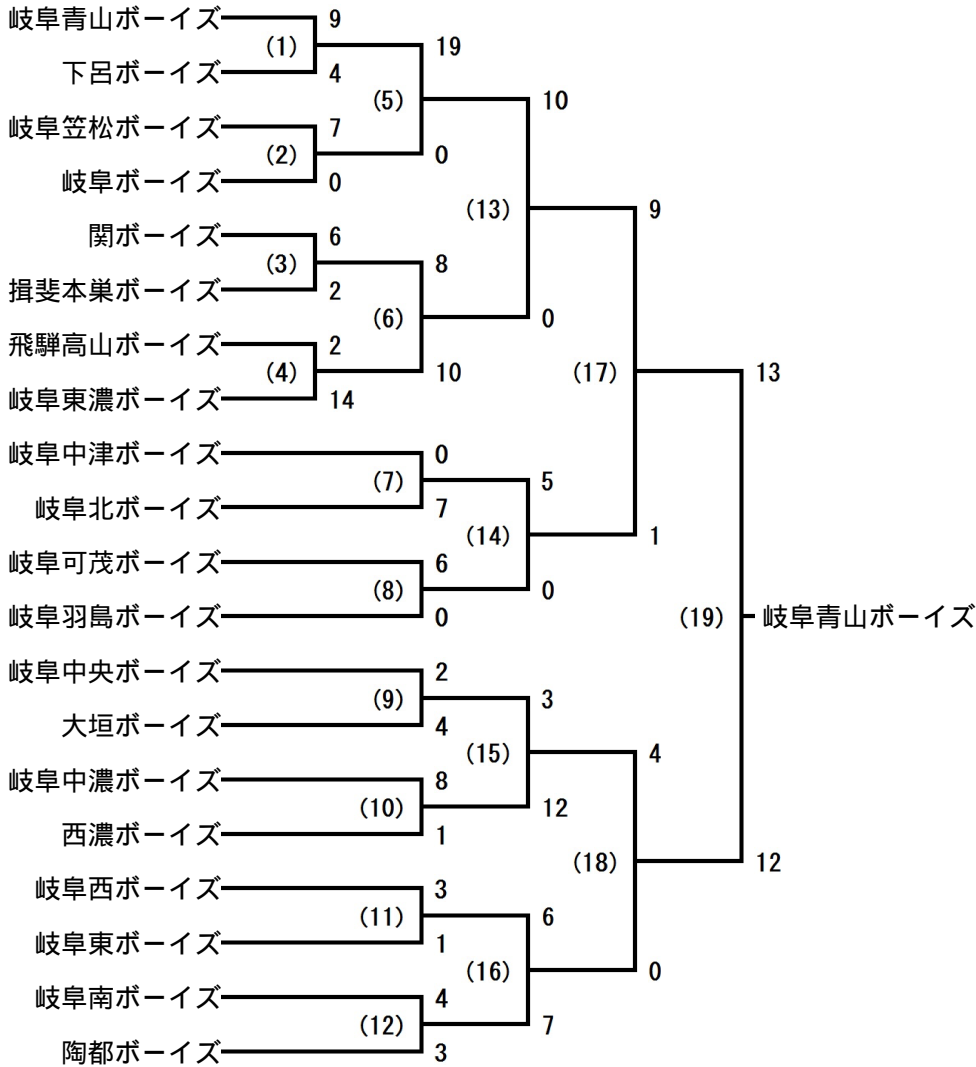 岐阜青山ボーイズ 9
(1) 19
下呂ボーイズ 4
(5) 10
岐阜笠松ボーイズ 7
(2) 0
岐阜ボーイズ 0
(13) 9
関ボーイズ 6
(3) 8
揖斐本巣ボーイズ 2
(6) 0
飛騨高山ボーイズ 2
(4) 10 (17) 13
岐阜東濃ボーイズ 14
岐阜中津ボーイズ 0
(7) 5
岐阜北ボーイズ 7
(14) 1
岐阜可茂ボーイズ 6
(8) 0
岐阜羽島ボーイズ 0 (19) 岐阜青山ボーイズ
岐阜中央ボーイズ 2
(9) 3
大垣ボーイズ 4
(15) 4
岐阜中濃ボーイズ 8
(10) 12
西濃ボーイズ 1
(18) 12
岐阜西ボーイズ 3
(11) 6
岐阜東ボーイズ 1
(16) 0
岐阜南ボーイズ 4
(12) 7
陶都ボーイズ 3